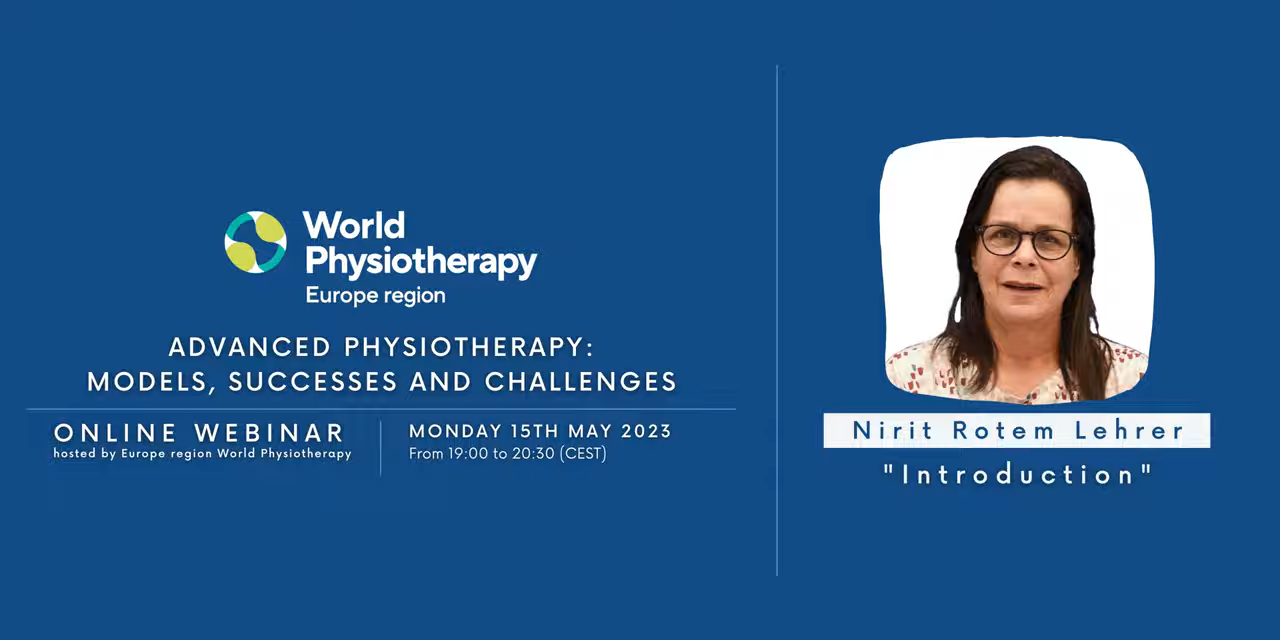 World
Physiotherapy
Europe region
ADVANCED PHYSIOTHERAPY:
MODELS, SUCCESSES AND CHALLENGES
ONLINE WEBINAR
hosted by Europe region World Physiotherapy
MONDAY 15TH MAY 2023
From 19:00 to 20:30 (CEST)
Nirit Rotem Lehrer
"Introduction"